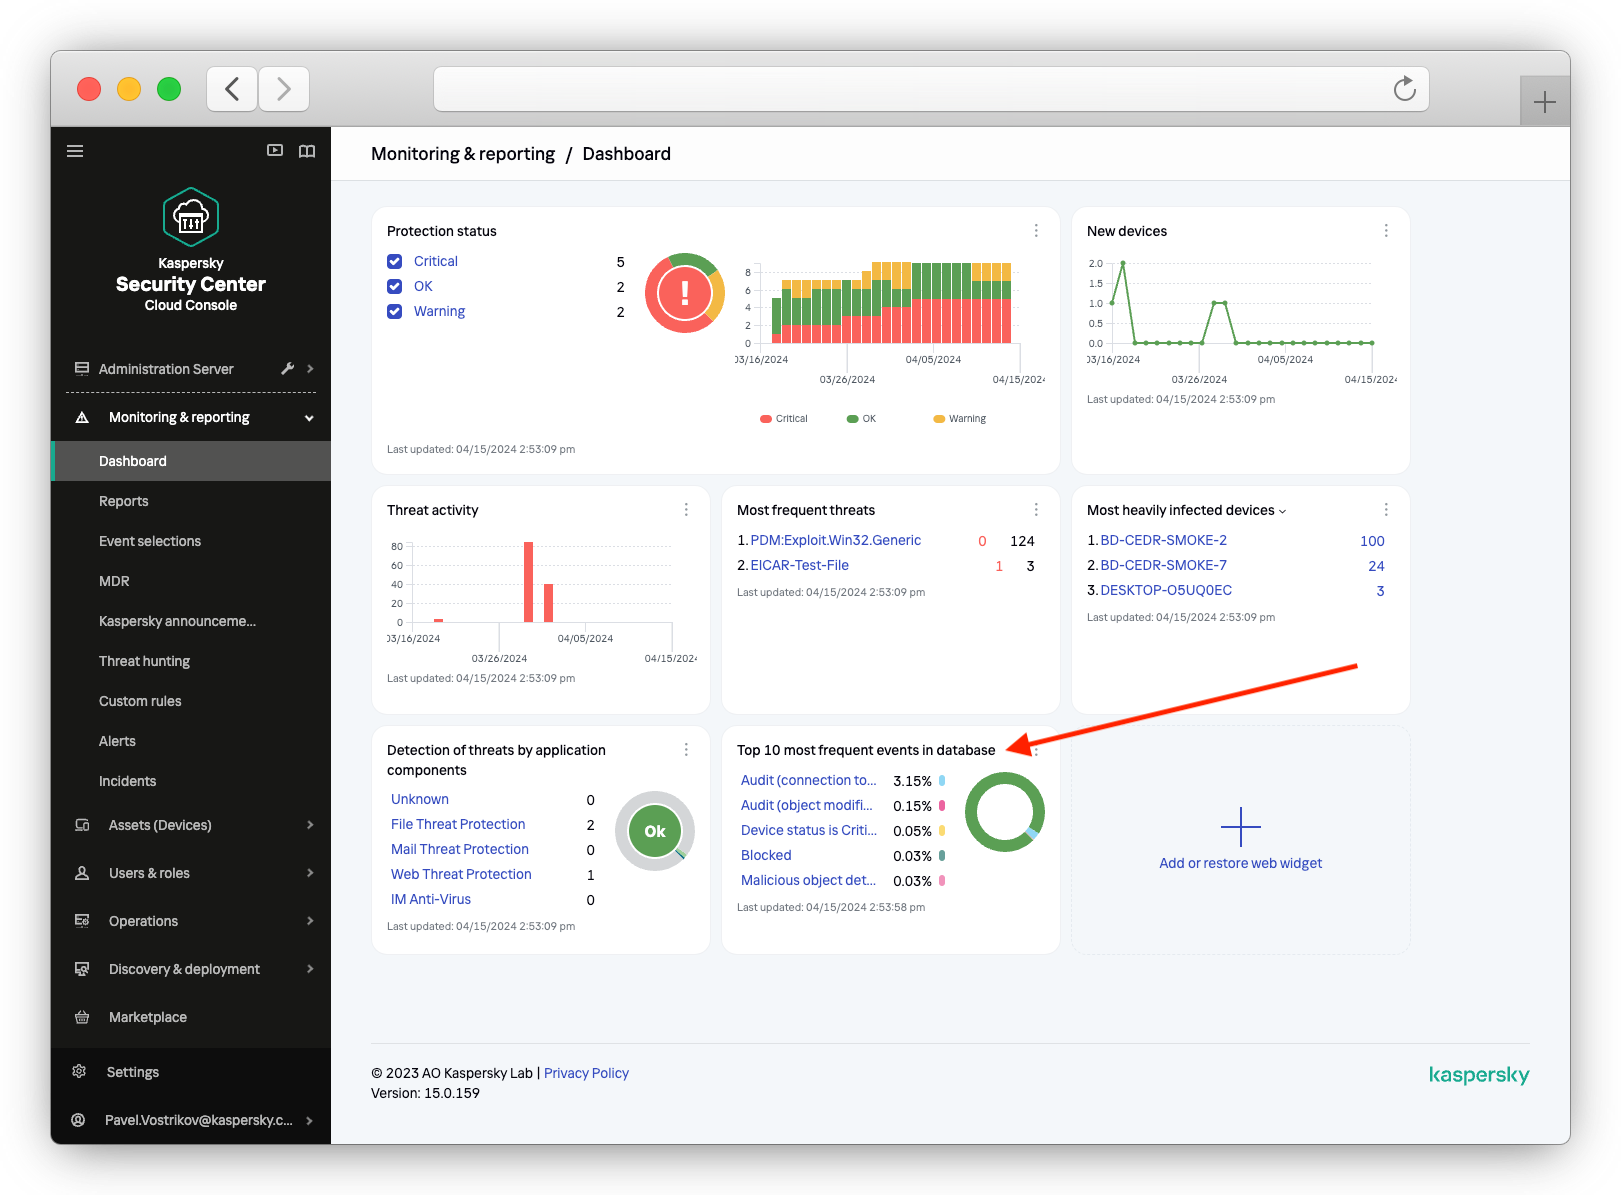 Monitoring & reporting / Dashboard
Kaspersky
Security Center
Cloud Console
Administration Server
Monitoring & reporting
Dashboard
Reports
Event selections
MDR
Kaspersky announceme...
Threat hunting
Custom rules
Alerts
Incidents
Assets (Devices)
Users & roles
Operations
Discovery & deployment
Marketplace
Settings
Pavel.Vostrikov@kaspersky.c...
Protection status
Critical 5
OK 2
Warning 2
!
8
6
4
2
0
03/16/2024 04/05/2024
03/26/2024 04/15/2024
Critical OK Warning
Last updated: 04/15/2024 2:53:09 pm
New devices
2.0
1.5
1.0
0.5
0.0
03/16/2024 04/05/2024
03/26/2024 04/15/2024
Last updated: 04/15/2024 2:53:09 pm
Threat activity
80
60
40
20
0
03/16/2024 04/05/2024
03/26/2024 04/15/2024
Last updated: 04/15/2024 2:53:09 pm
Most frequent threats
1. PDM:Exploit.Win32.Generic 0 124
2. EICAR-Test-File 1 3
Last updated: 04/15/2024 2:53:09 pm
Most heavily infected devices
1. BD-CEDR-SMOKE-2 100
2. BD-CEDR-SMOKE-7 24
3. DESKTOP-O5UQ0EC 3
Last updated: 04/15/2024 2:53:09 pm
Detection of threats by application
components
Unknown 0
File Threat Protection 2
Mail Threat Protection 0
Web Threat Protection 1
IM Anti-Virus 0
Ok
Last updated: 04/15/2024 2:53:09 pm
Top 10 most frequent events in database
Audit (connection to... 3.15%
Audit (object modifi... 0.15%
Device status is Criti... 0.05%
Blocked 0.03%
Malicious object det... 0.03%
Last updated: 04/15/2024 2:53:58 pm
Add or restore web widget
© 2023 AO Kaspersky Lab | Privacy Policy
Version: 15.0.159
kaspersky